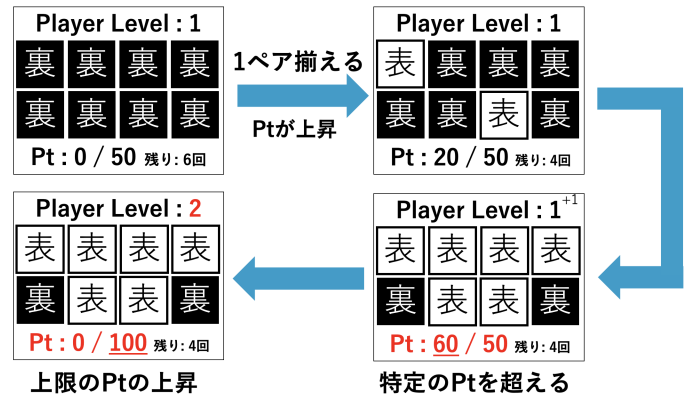 Player Level : 1
裏 裏 裏 裏
裏 裏 裏 裏
Pt : 0 / 50 残り: 6回
1ペア揃える
Ptが上昇
Player Level : 1
表 裏 裏 裏
裏 裏 表 裏
Pt : 20 / 50 残り: 4回
Player Level : 1 +1
表 表 表 表
裏 表 表 裏
Pt : 60 / 50 残り: 4回
特定のPtを超える
Player Level : 2
表 表 表 表
裏 表 表 裏
Pt : 0 / 100 残り: 4回
上限のPtの上昇